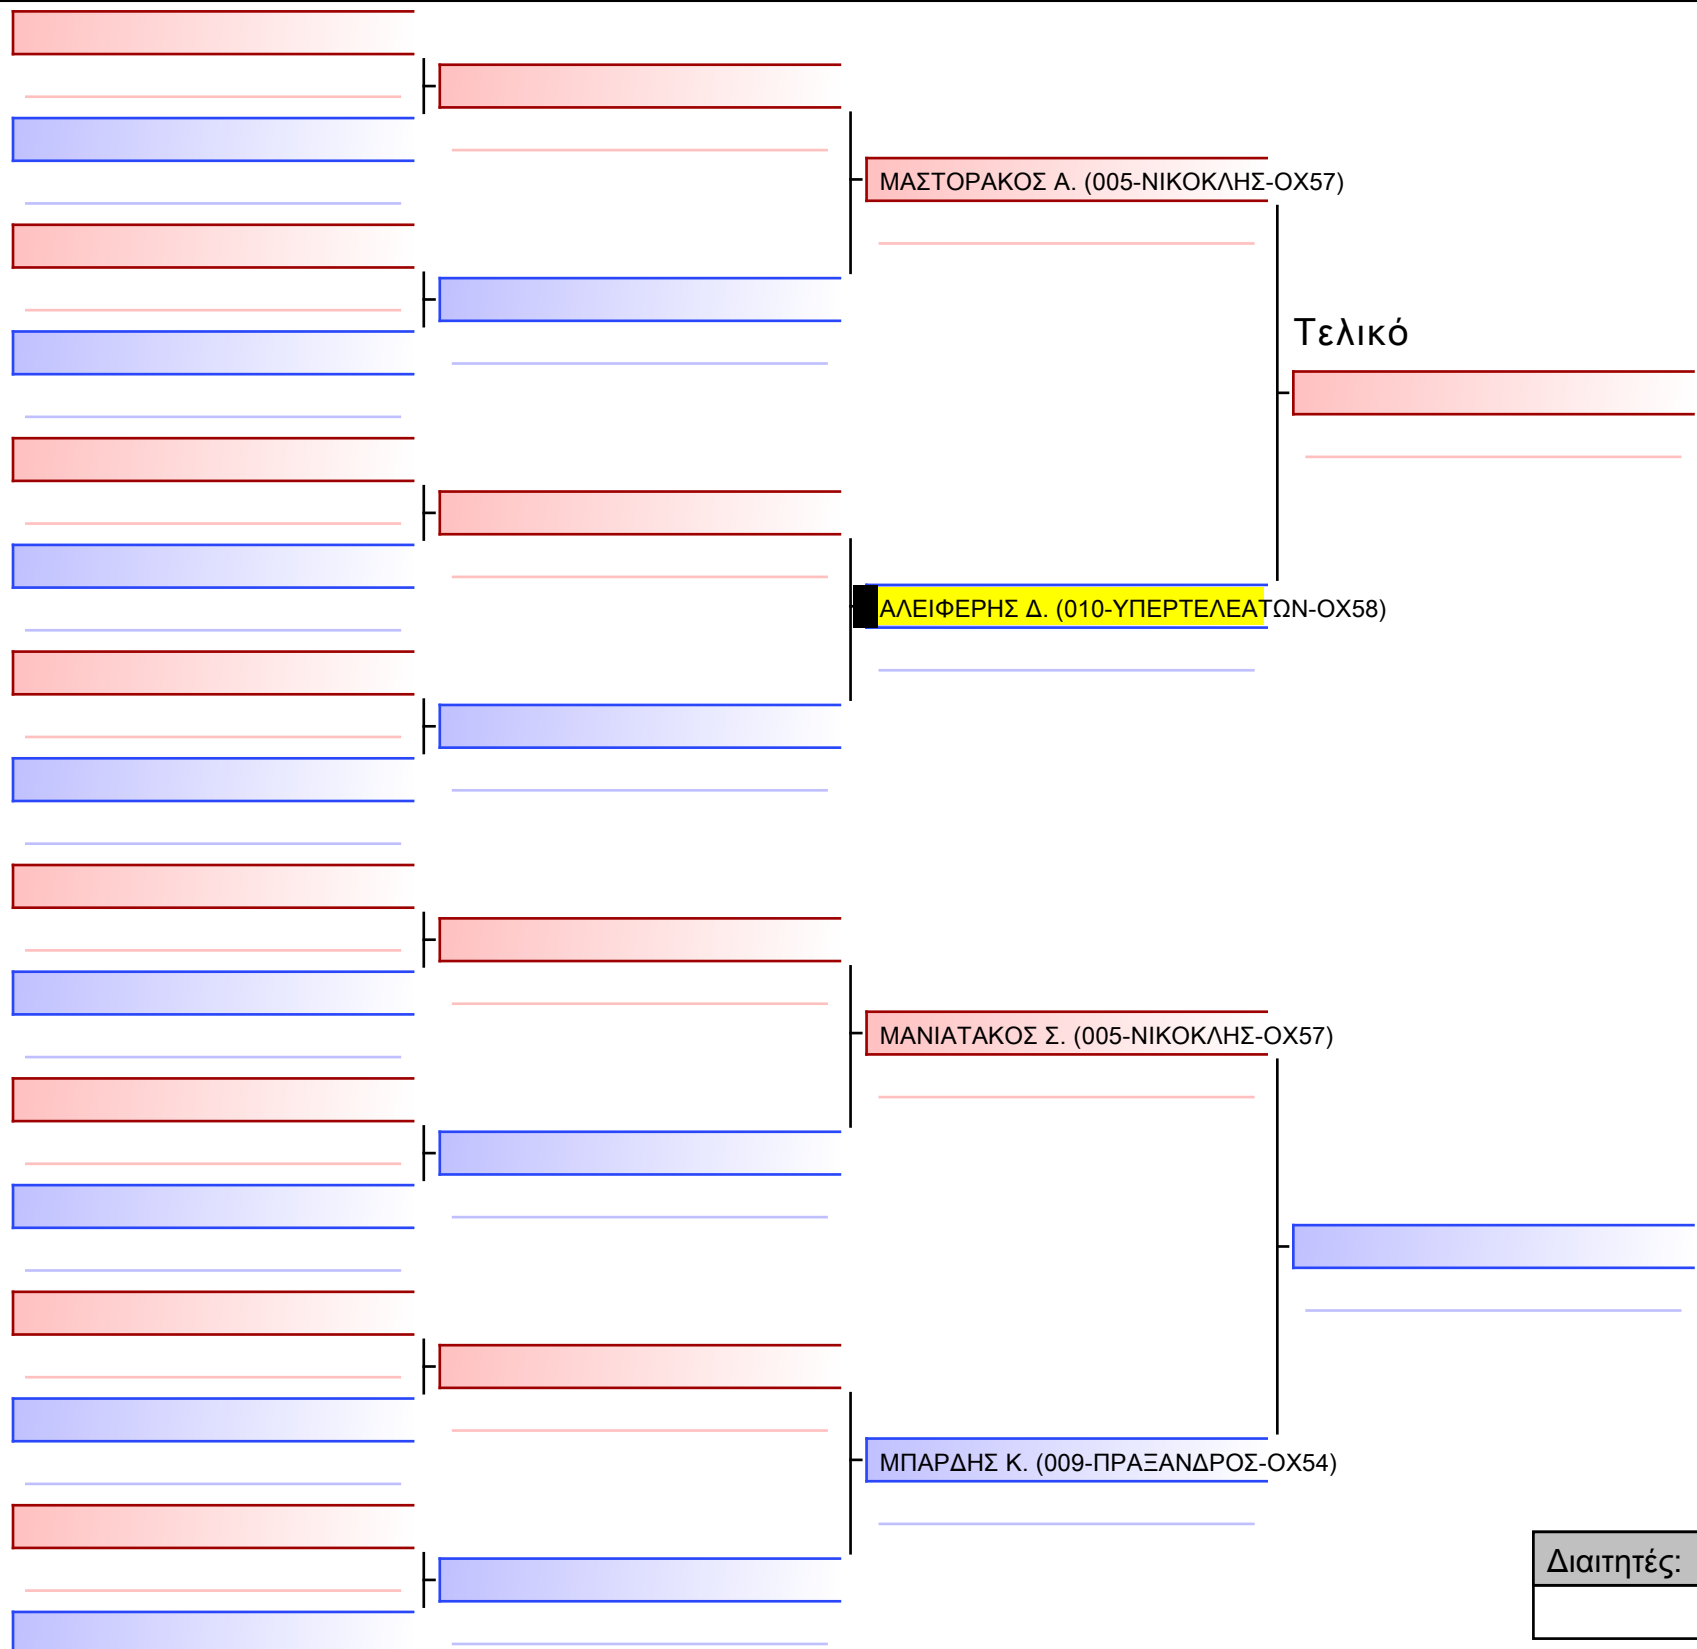 ΜΑΣΤΟΡΑΚΟΣ Α. (005-ΝΙΚΟΚΛΗΣ-ΟΧ57)
Τελικό
ΑΛΕΙΦΕΡΗΣ Δ. (010-ΥΠΕΡΤΕΛΕΑΤΩΝ-ΟΧ58)
ΜΑΝΙΑΤΑΚΟΣ Σ. (005-ΝΙΚΟΚΛΗΣ-ΟΧ57)
ΜΠΑΡΔΗΣ Κ. (009-ΠΡΑΞΑΝΔΡΟΣ-ΟΧ54)
Διαιτητές: